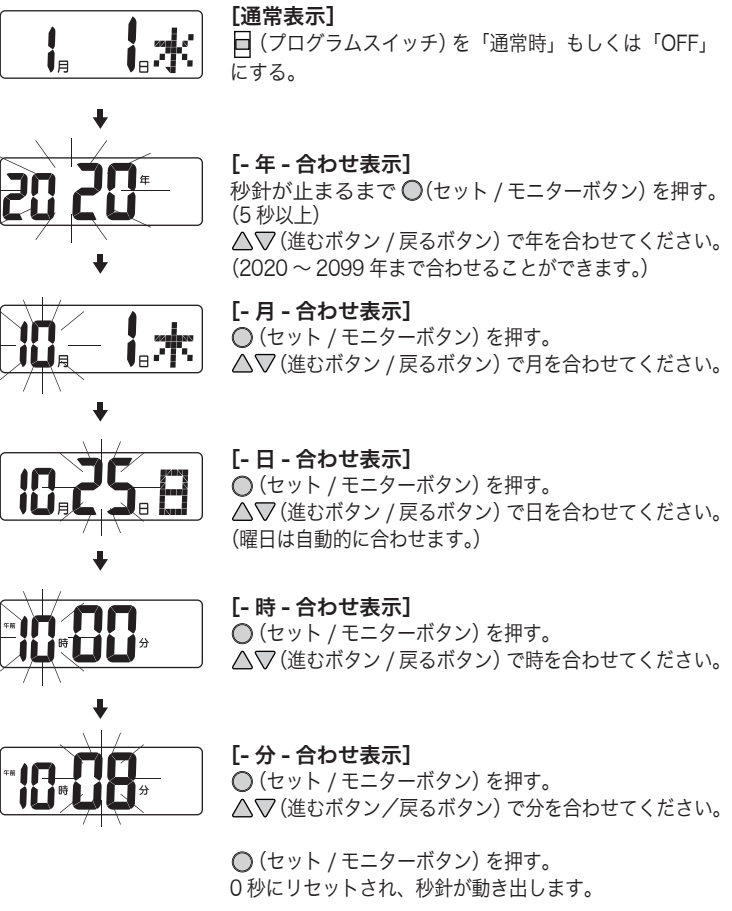 1月 1日 水
[通常表示]
(プログラムスイッチ)を「通常時」もしくは「OFF」
にする。
20 20年
[- 年 - 合わせ表示]
秒針が止まるまで ○(セット / モニターボタン) を押す。
(5 秒以上)
△▽(進むボタン / 戻るボタン) で年を合わせてください。
(2020 ～ 2099 年まで合わせることができます。)
10月 1日 木
[- 月 - 合わせ表示]
○(セット / モニターボタン) を押す。
△▽(進むボタン / 戻るボタン) で月を合わせてください。
10月 25日 日
[- 日 - 合わせ表示]
○(セット / モニターボタン) を押す。
△▽(進むボタン / 戻るボタン) で日を合わせてください。
(曜日は自動的に合わせます。)
午前 10時 00分
[- 時 - 合わせ表示]
○(セット / モニターボタン) を押す。
△▽(進むボタン / 戻るボタン) で時を合わせてください。
午前 10時 08分
[- 分 - 合わせ表示]
○(セット / モニターボタン) を押す。
△▽(進むボタン／戻るボタン) で分を合わせてください。
○(セット / モニターボタン) を押す。
0 秒にリセットされ、秒針が動き出します。